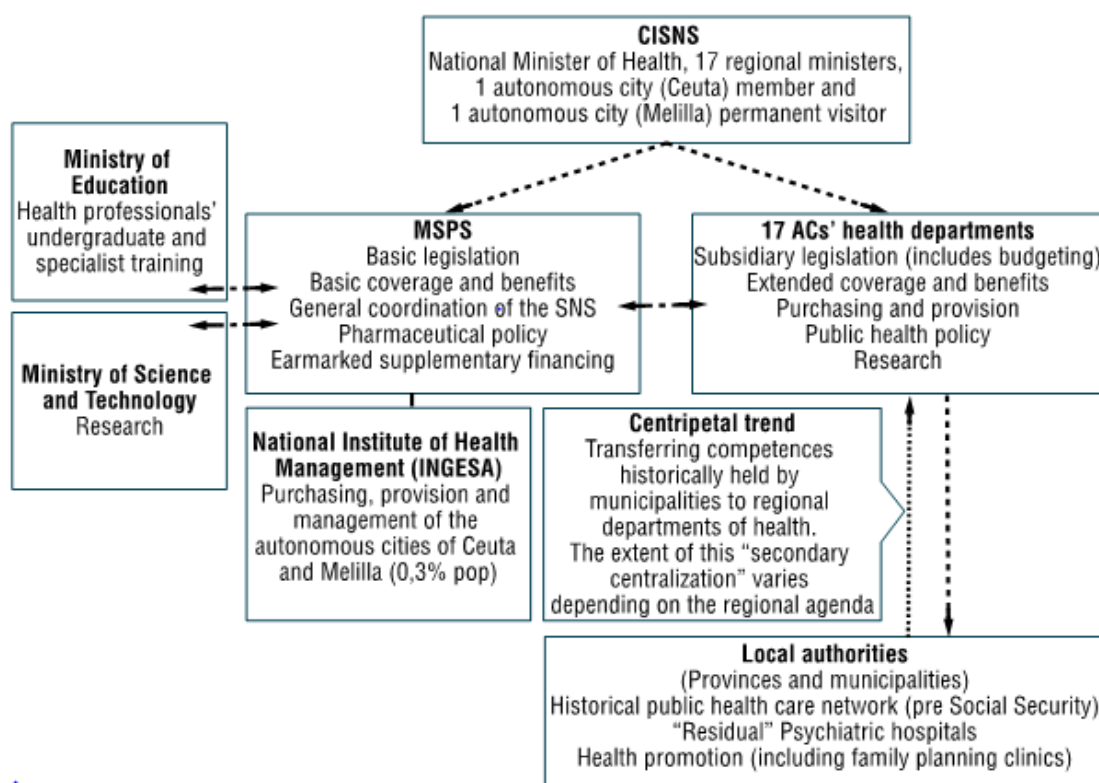 CISNS
National Minister of Health, 17 regional ministers,
1 autonomous city (Ceuta) member and
1 autonomous city (Melilla) permanent visitor
Ministry of
Education
Health professionals'
undergraduate and
specialist training
MSPS
Basic legislation
Basic coverage and benefits
General coordination of the SNS
Pharmaceutical policy
Earmarked supplementary financing
17 ACs' health departments
Subsidiary legislation (includes budgeting)
Extended coverage and benefits
Purchasing and provision
Public health policy
Research
Ministry of Science
and Technology
Research
National Institute of Health
Management (INGESA)
Purchasing, provision and
management of the
autonomous cities of Ceuta
and Melilla (0,3% pop)
Centripetal trend
Transferring competences
historically held by
municipalities to regional
departments of health.
The extent of this “secondary
centralization” varies
depending on the regional agenda
Local authorities
(Provinces and municipalities)
Historical public health care network (pre Social Security)
“Residual” Psychiatric hospitals
Health promotion (including family planning clinics)